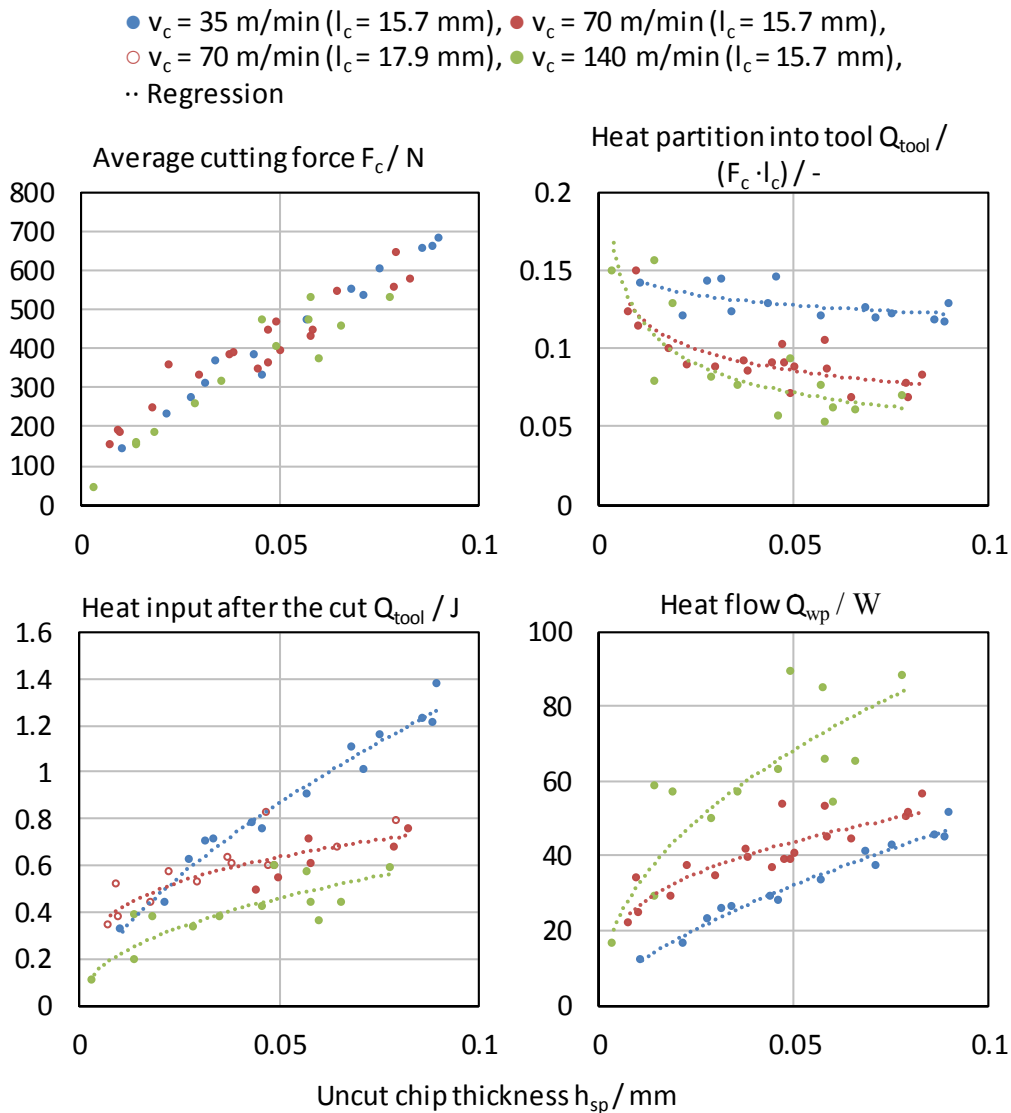 v_c = 35 m/min (l_c = 15.7 mm), v_c = 70 m/min (l_c = 15.7 mm),
v_c = 70 m/min (l_c = 17.9 mm), v_c = 140 m/min (l_c = 15.7 mm),
·· Regression
Average cutting force F_c / N
800
700
600
500
400
300
200
100
0
0 0.05 0.1
Heat partition into tool Q_tool /
(F_c · l_c) / -
0.2
0.15
0.1
0.05
0
0 0.05 0.1
Heat input after the cut Q_tool / J
1.6
1.4
1.2
1
0.8
0.6
0.4
0.2
0
0 0.05 0.1
Heat flow Q_wp / W
100
80
60
40
20
0
0 0.05 0.1
Uncut chip thickness h_sp / mm